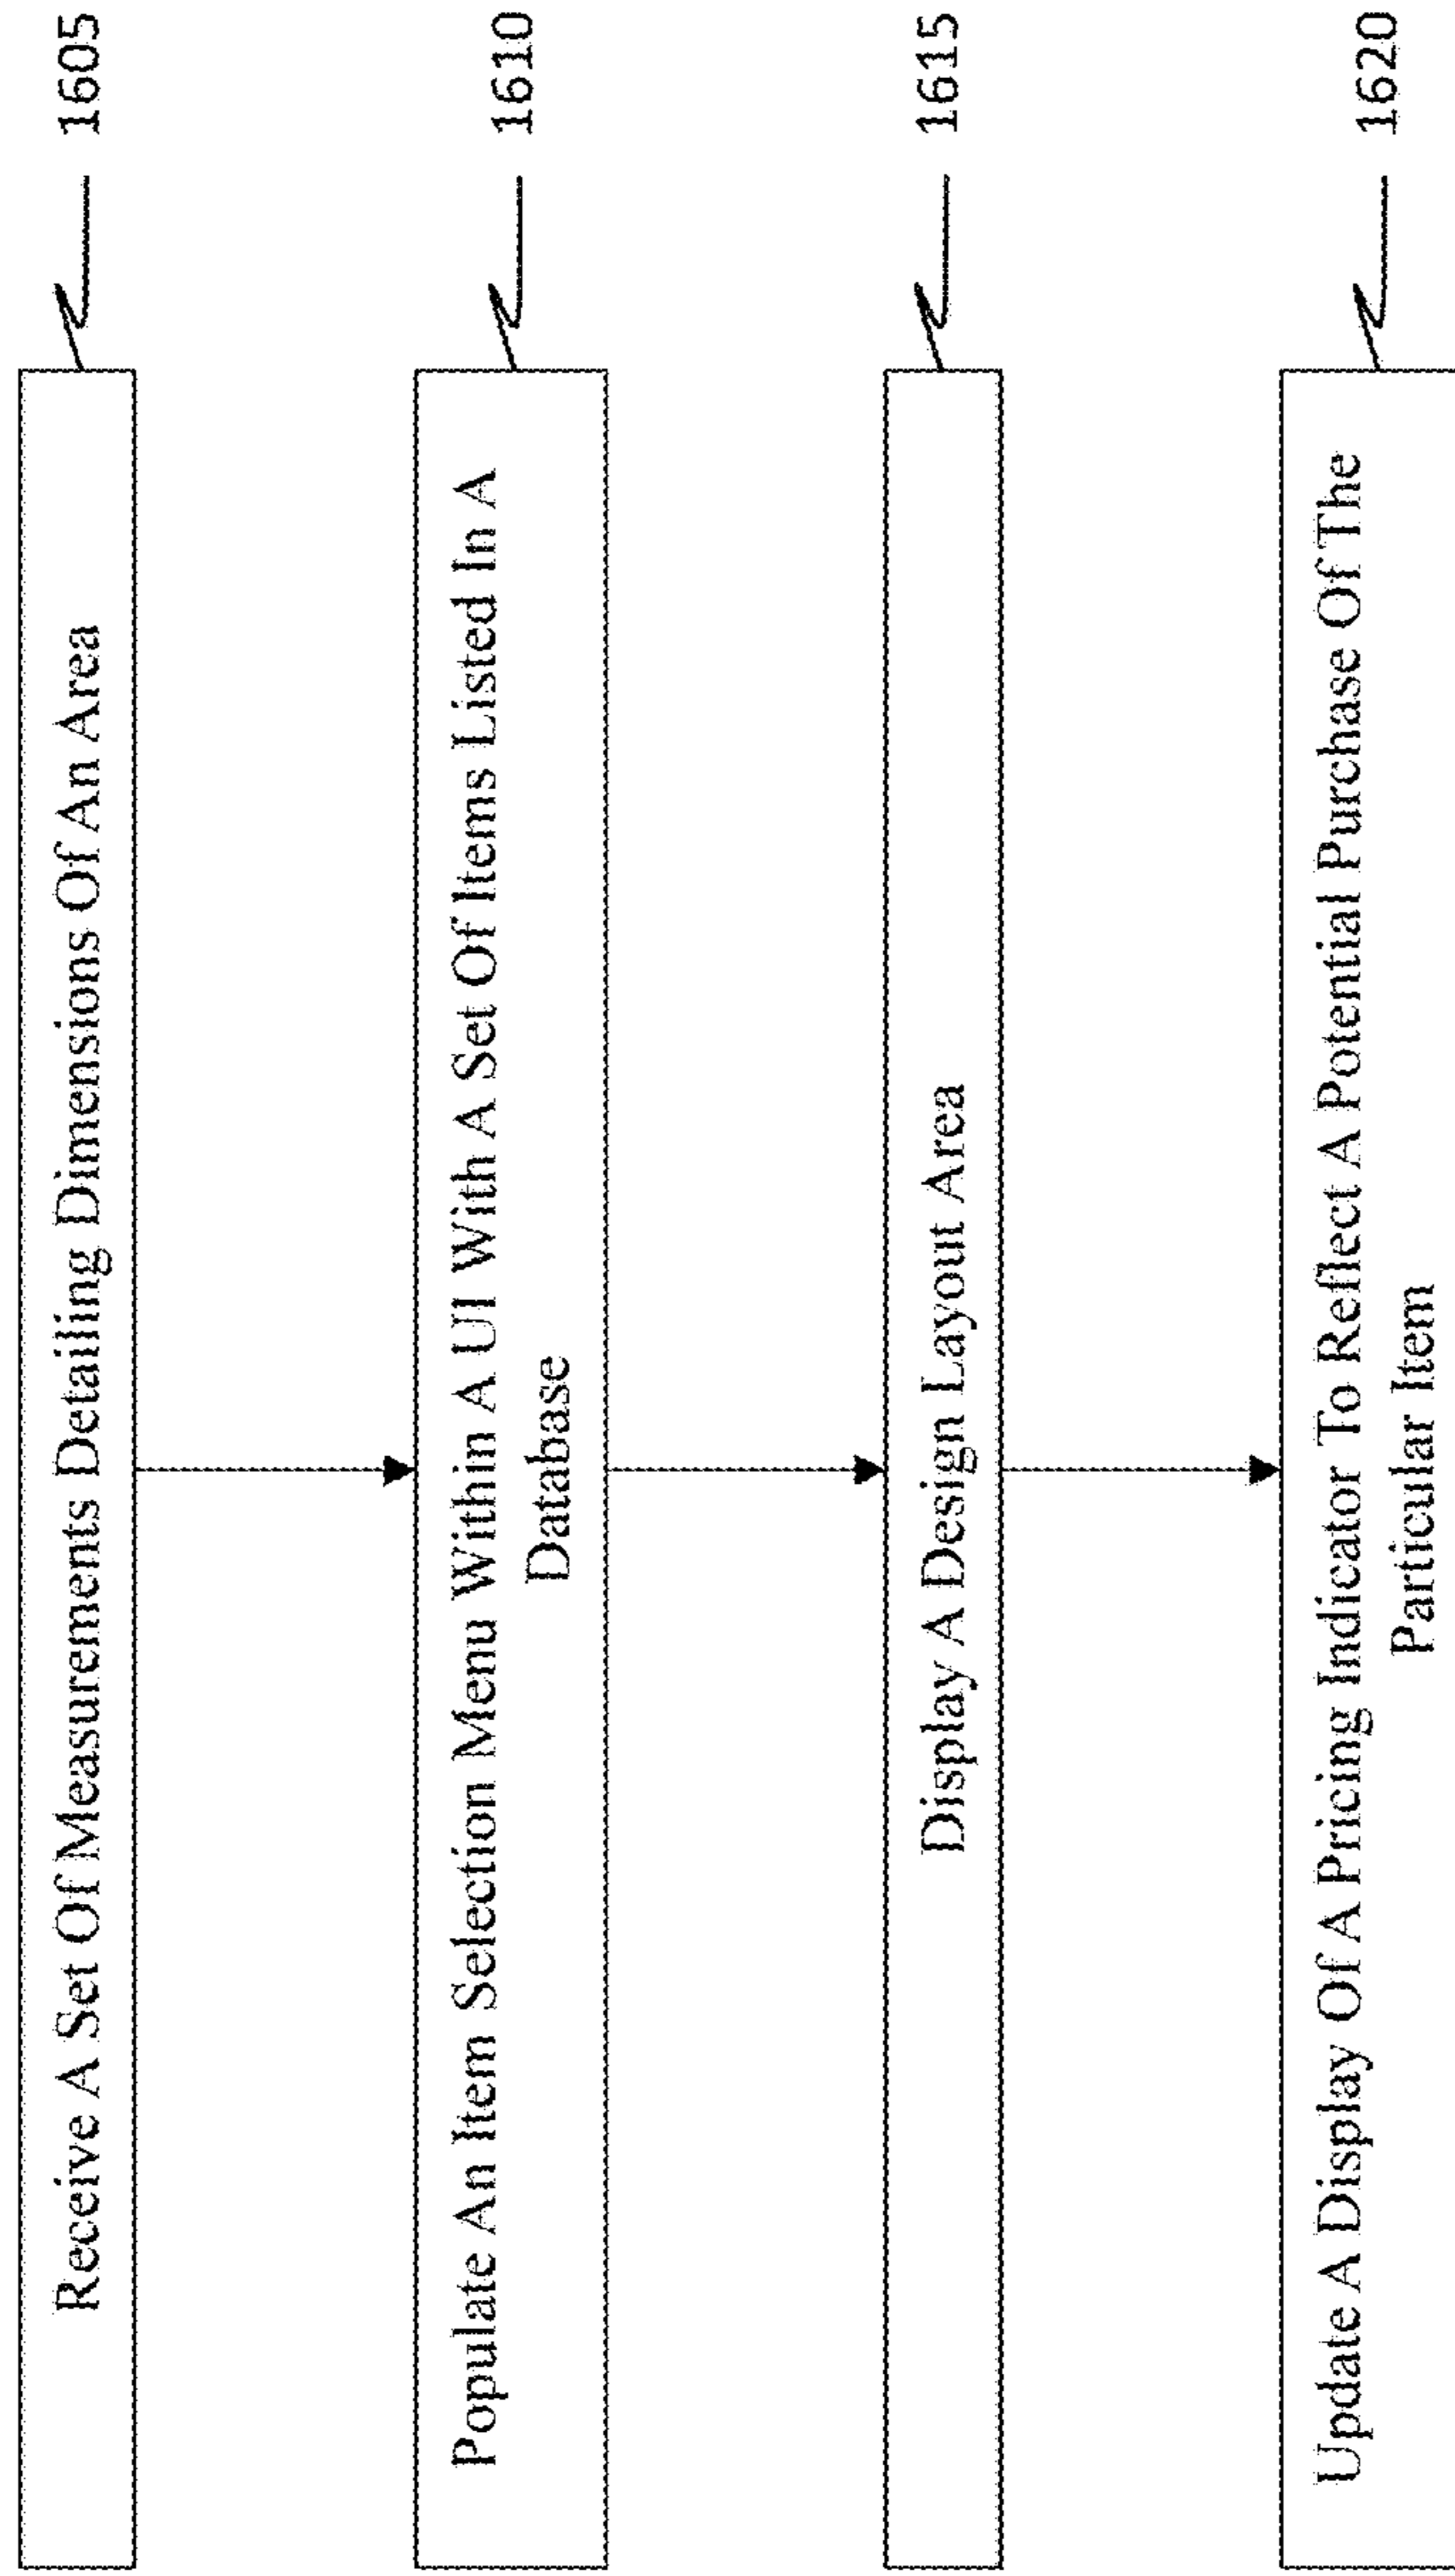 Receive A Set Of Measurements Detailing Dimensions Of An Area
1605
Populate An Item Selection Menu Within A UI With A Set Of Items Listed In A
Database
1610
Display A Design Layout Area
1615
Update A Display Of A Pricing Indicator To Reflect A Potential Purchase Of The
Particular Item
1620